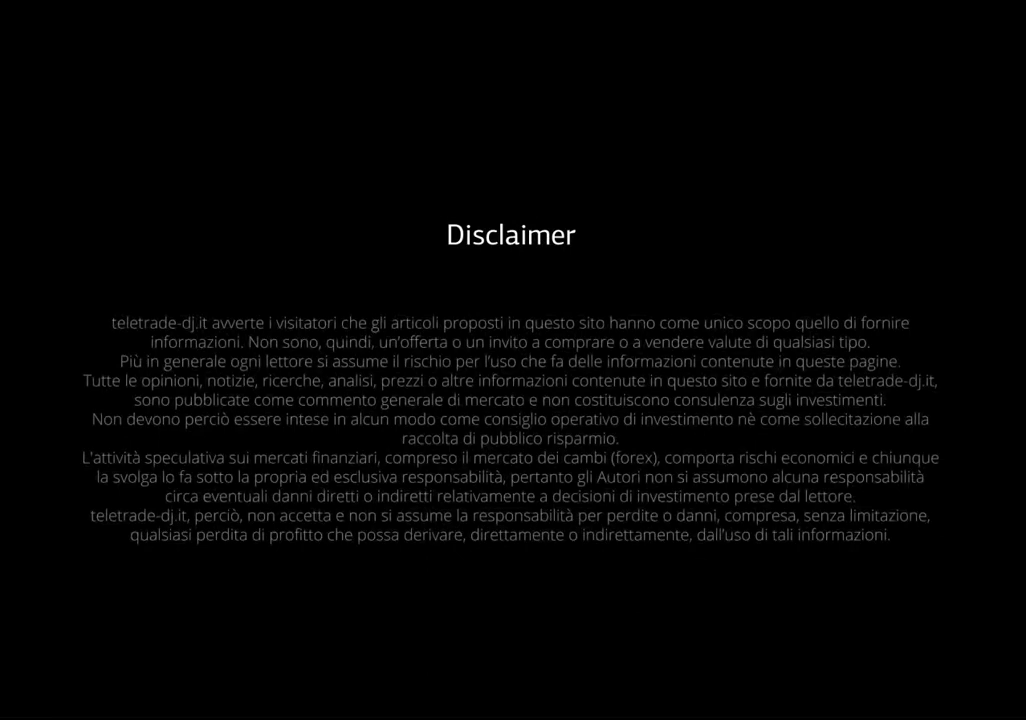 Disclaimer
teletrade-dj.it avverte i visitatori che gli articoli proposti in questo sito hanno come unico scopo quello di fornire
informazioni. Non sono, quindi, un'offerta o un invito a comprare o a vendere valute di qualsiasi tipo.
Più in generale ogni lettore si assume il rischio per l'uso che fa delle informazioni contenute in queste pagine.
Tutte le opinioni, notizie, ricerche, analisi, prezzi o altre informazioni contenute in questo sito e fornite da teletrade-dj.it,
sono pubblicate come commento generale di mercato e non costituiscono consulenza sugli investimenti.
Non devono perciò essere intese in alcun modo come consiglio operativo di investimento nè come sollecitazione alla
raccolta di pubblico risparmio.
L'attività speculativa sui mercati finanziari, compreso il mercato dei cambi (forex), comporta rischi economici e chiunque
la svolga lo fa sotto la propria ed esclusiva responsabilità, pertanto gli Autori non si assumono alcuna responsabilità
circa eventuali danni diretti o indiretti relativamente a decisioni di investimento prese dal lettore.
teletrade-dj.it, perciò, non accetta e non si assume la responsabilità per perdite o danni, compresa, senza limitazione,
qualsiasi perdita di profitto che possa derivare, direttamente o indirettamente, dall'uso di tali informazioni.